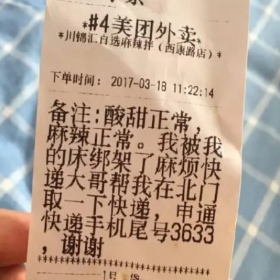 *#4美团外卖*
*川锦汇自选麻辣拌（西康路店）*
下单时间： 2017-03-18 11:22:14
备注：酸甜正常，
麻辣正常。我被我
的床绑架了麻烦快
递大哥帮我在北门
取一下快递，申通
快递手机尾号3633
，谢谢